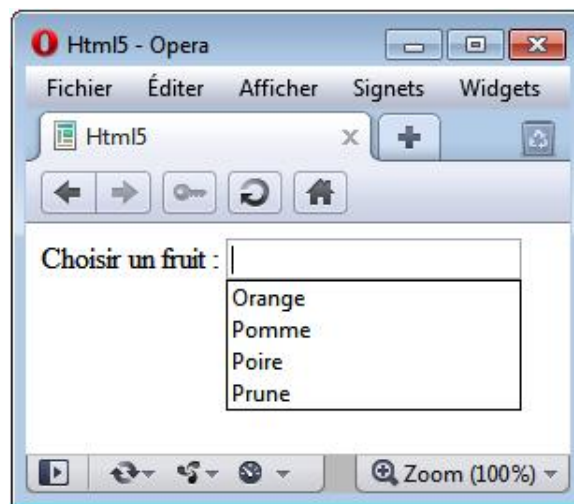 Html5 - Opera
Fichier Éditer Afficher Signets Widgets
Html5
Choisir un fruit :
Orange
Pomme
Poire
Prune
Zoom (100%)